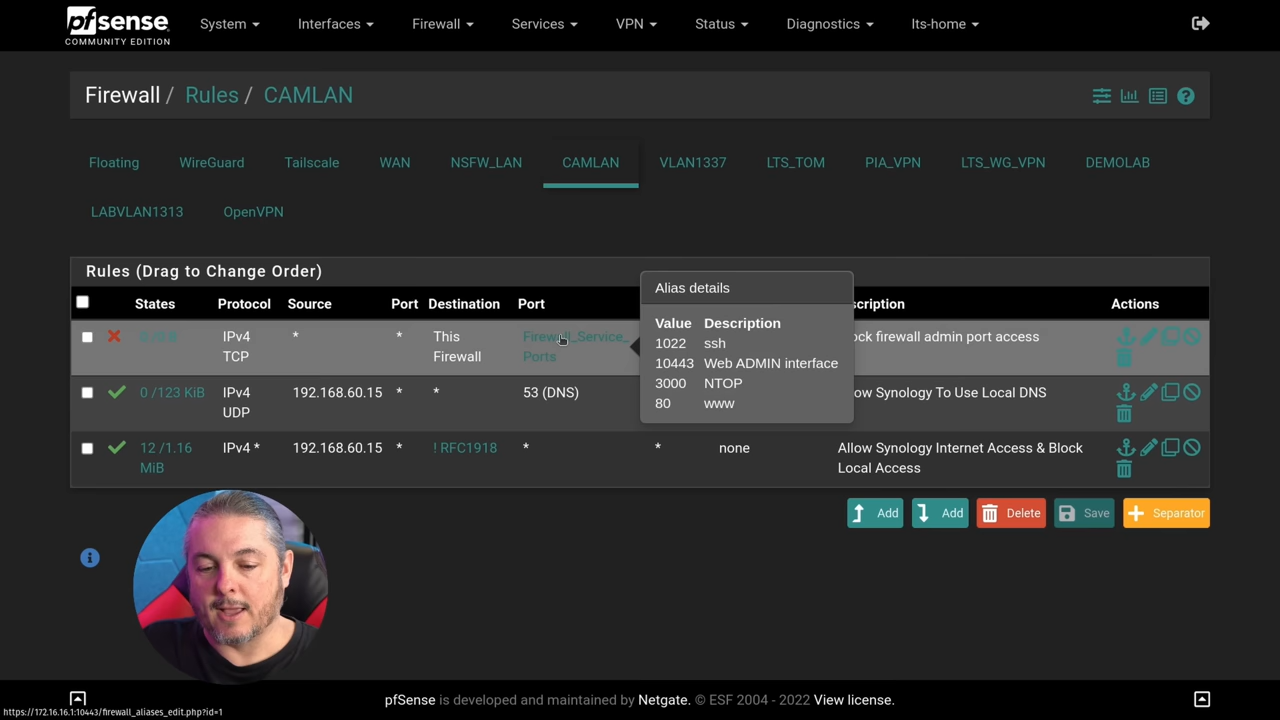 pfsense
COMMUNITY EDITION
System
Interfaces
Firewall
Services
VPN
Status
Diagnostics
Its-home
Firewall / Rules / CAMLAN
Floating
WireGuard
Tailscale
WAN
NSFW_LAN
CAMLAN
VLAN1337
LTS_TOM
PIA_VPN
LTS_WG_VPN
DEMOLAB
LABVLAN1313
OpenVPN
Rules (Drag to Change Order)
States Protocol Source Port Destination Port scription Actions
IPv4 TCP * * This Firewall Firewall_Service_Ports ock firewall admin port access
0 /123 KiB IPv4 UDP 192.168.60.15 * * 53 (DNS) ow Synology To Use Local DNS
12 /1.16 MiB IPv4 * 192.168.60.15 * ! RFC1918 * * none Allow Synology Internet Access & Block Local Access
Alias details
Value Description
1022 ssh
10443 Web ADMIN interface
3000 NTOP
80 www
Add
Add
Delete
Save
Separator
pfSense is developed and maintained by Netgate. © ESF 2004 - 2022 View license.
https://172.16.16.1:10443/firewall_aliases_edit.php?id=1